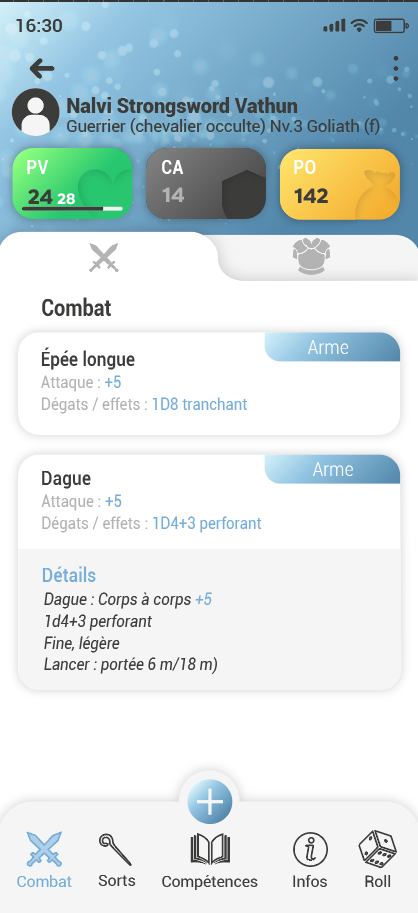 16:30
Nalvi Strongsword Vathun
Guerrier (chevalier occulte) Nv.3 Goliath (f)
PV CA PO
24 28 14 142
Combat
Arme
Épée longue
Attaque : +5
Dégats / effets : 1D8 tranchant
Arme
Dague
Attaque : +5
Dégats / effets : 1D4+3 perforant
Détails
Dague : Corps à corps +5
1d4+3 perforant
Fine, légère
Lancer : portée 6 m/18 m)
Combat Sorts Compétences Infos Roll